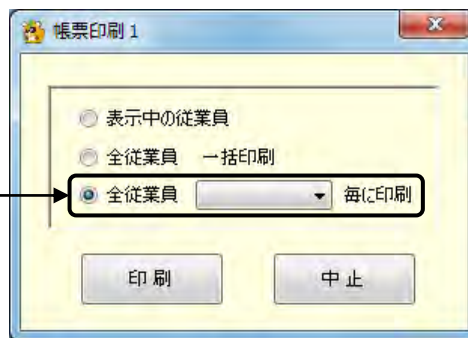 帳票印刷 1
表示中の従業員
全従業員 一括印刷
全従業員 毎に印刷
印刷 中止